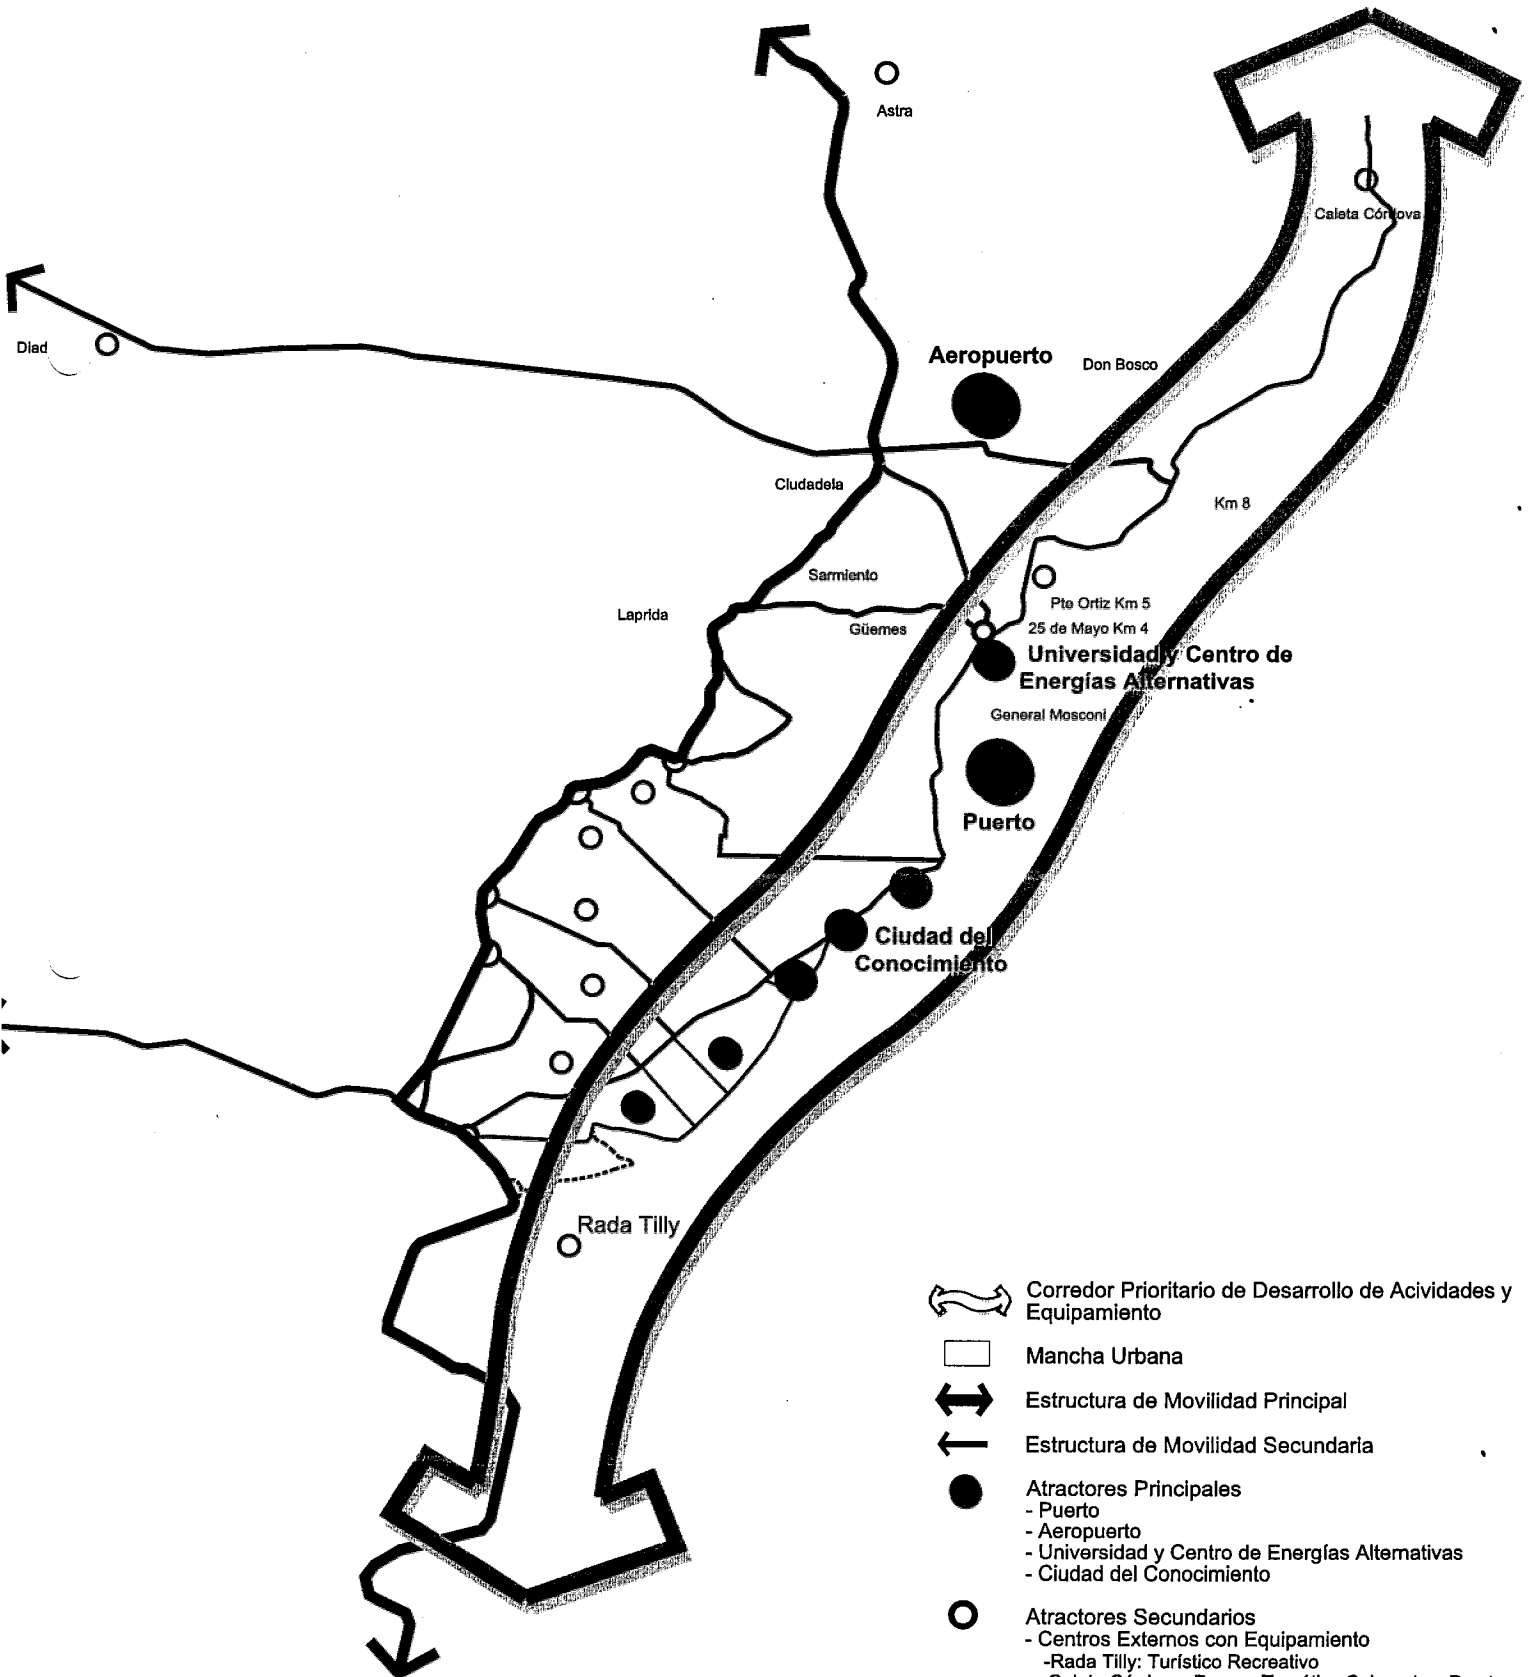 Astra
Caleta Córdova
Diad
Aeropuerto
Don Bosco
Ciudadela
Km 8
Sarmiento
Laprida
Güemes
Pte Ortiz Km 5
25 de Mayo Km 4
Universidad y Centro de
Energías Alternativas
General Mosconi
Puerto
Ciudad del
Conocimiento
Rada Tilly
Corredor Prioritario de Desarrollo de Acividades y
Equipamiento
Mancha Urbana
Estructura de Movilidad Principal
Estructura de Movilidad Secundaria
Atractores Principales
- Puerto
- Aeropuerto
- Universidad y Centro de Energías Alternativas
- Ciudad del Conocimiento
Atractores Secundarios
- Centros Externos con Equipamiento
-Rada Tilly: Turístico Recreativo